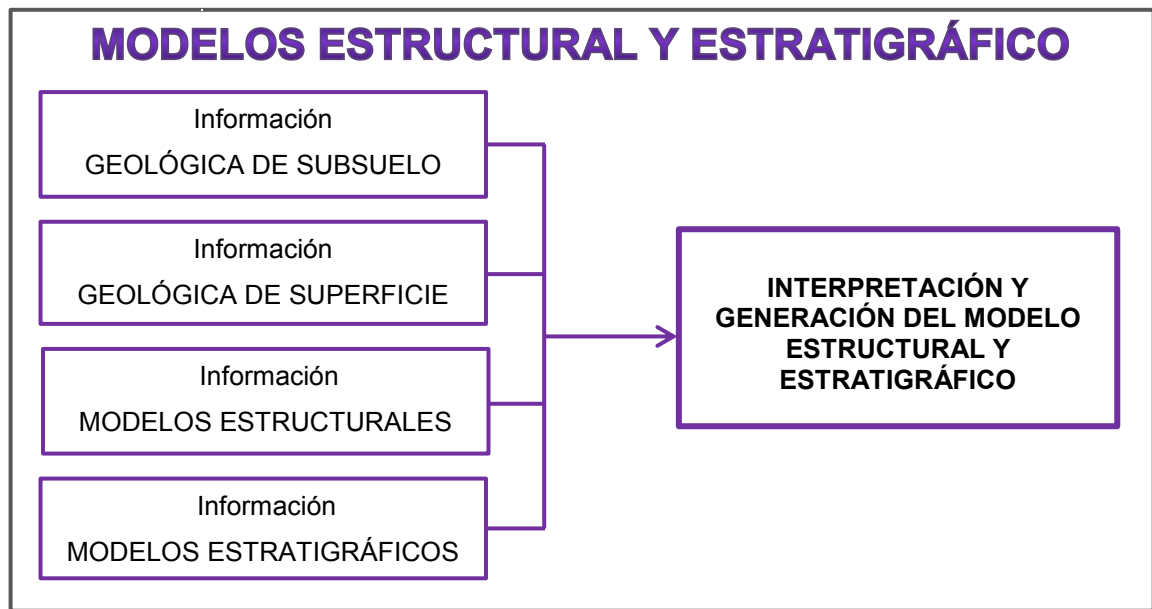 MODELOS ESTRUCTURAL Y ESTRATIGRÁFICO
Información
GEOLÓGICA DE SUBSUELO
Información
GEOLÓGICA DE SUPERFICIE
Información
MODELOS ESTRUCTURALES
Información
MODELOS ESTRATIGRÁFICOS
INTERPRETACIÓN Y
GENERACIÓN DEL MODELO
ESTRUCTURAL Y
ESTRATIGRÁFICO